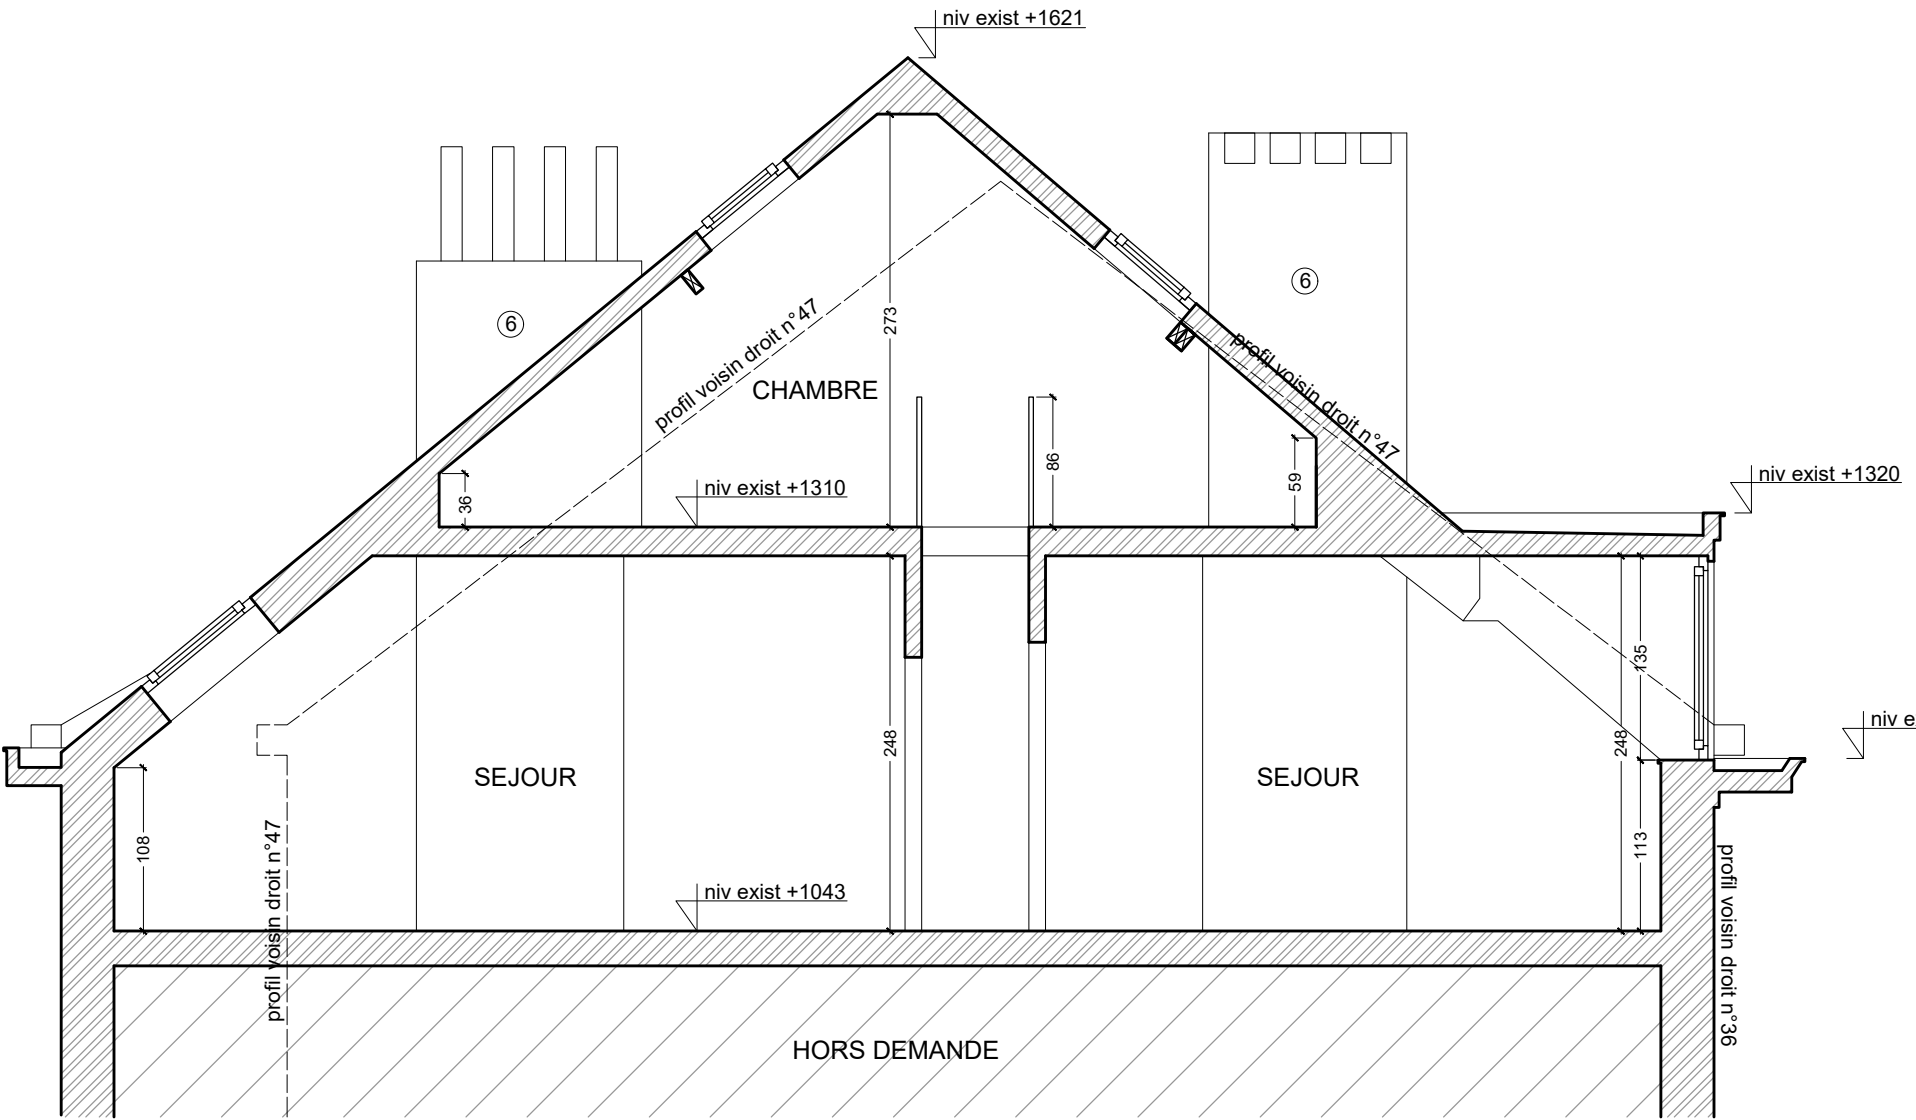 niv exist +1621
6
6
273
profil voisin droit n°47
profil voisin droit n°47
CHAMBRE
86
59
36
niv exist +1310
niv exist +1320
135
niv e
248
248
SEJOUR
SEJOUR
108
113
profil voisin droit n°47
niv exist +1043
profil voisin droit n°36
HORS DEMANDE